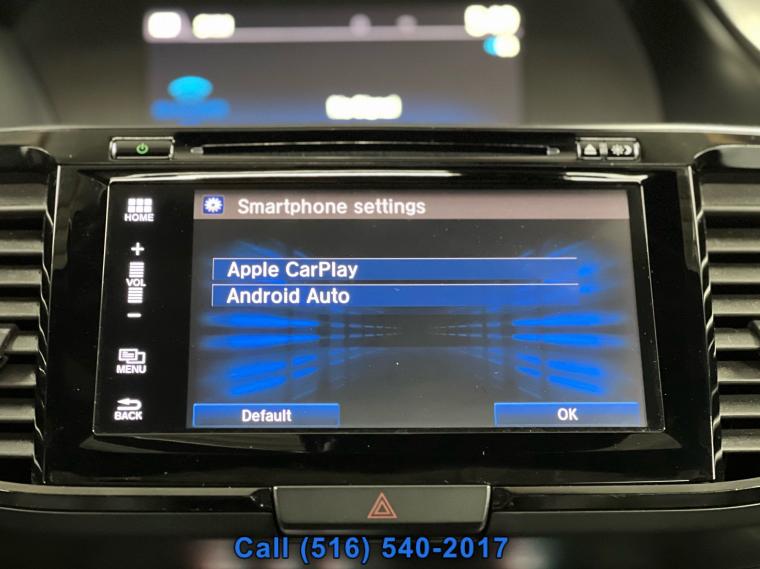 HOME
Smartphone settings
+
VOL
Apple CarPlay
Android Auto
-
MENU
BACK
Default
OK
Call (516) 540-2017